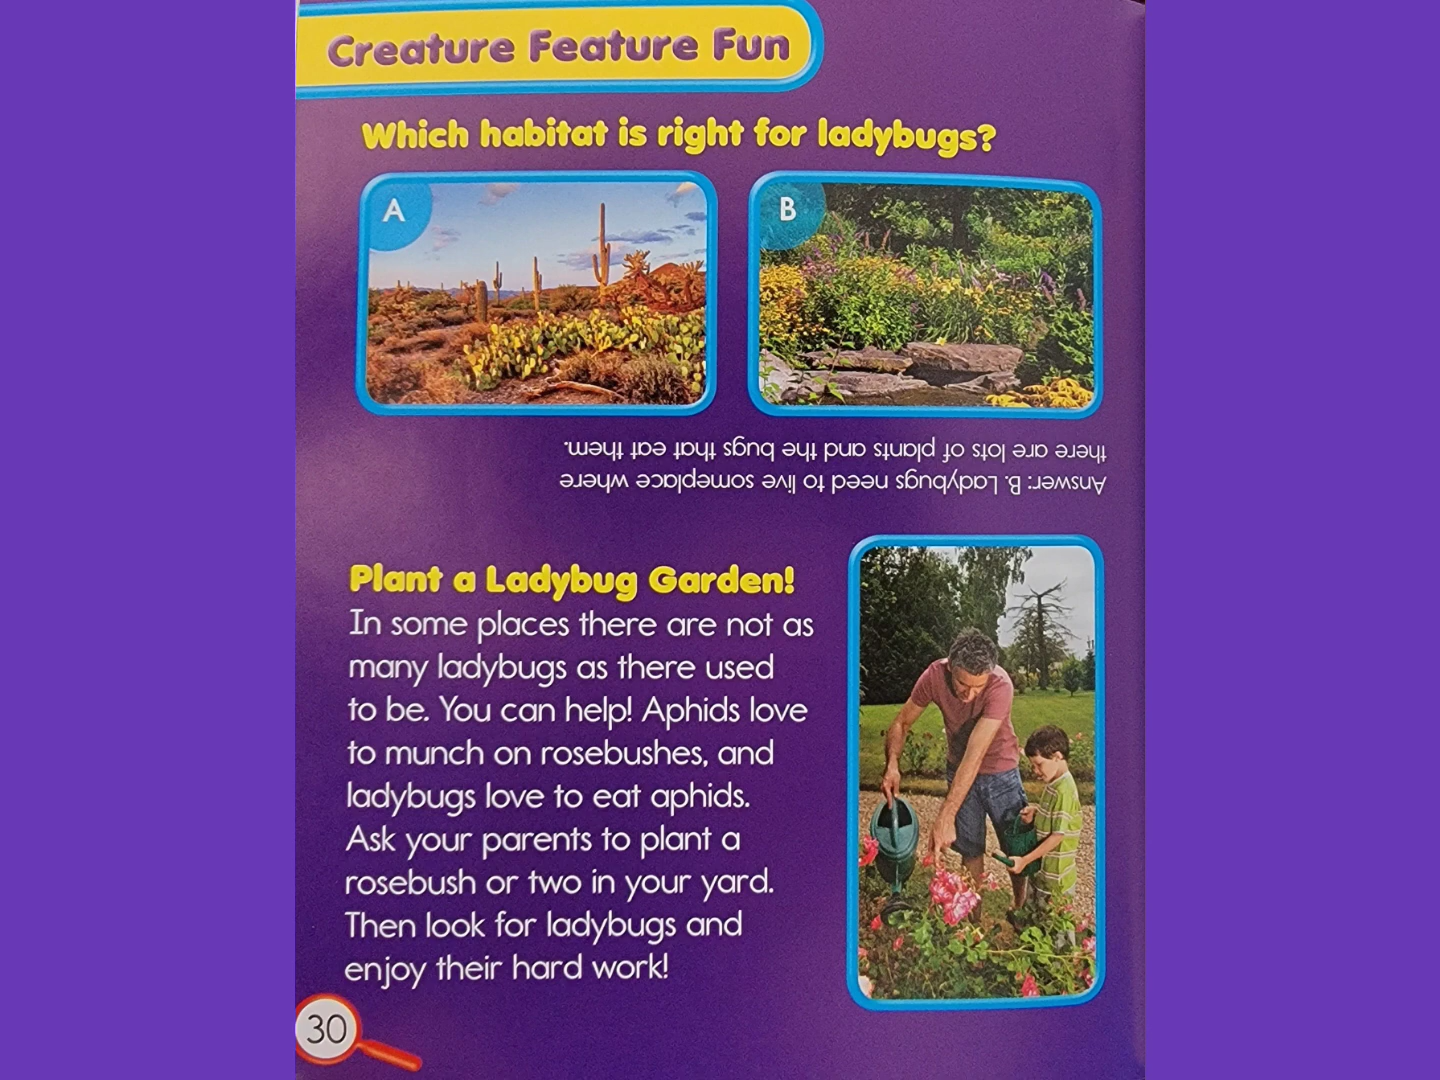 Creature Feature Fun
Which habitat is right for ladybugs?
A
B
Answer: B. Ladybugs need to live someplace where
there are lots of plants and the bugs that eat them.
Plant a Ladybug Garden!
In some places there are not as
many ladybugs as there used
to be. You can help! Aphids love
to munch on rosebushes, and
ladybugs love to eat aphids.
Ask your parents to plant a
rosebush or two in your yard.
Then look for ladybugs and
enjoy their hard work!
30